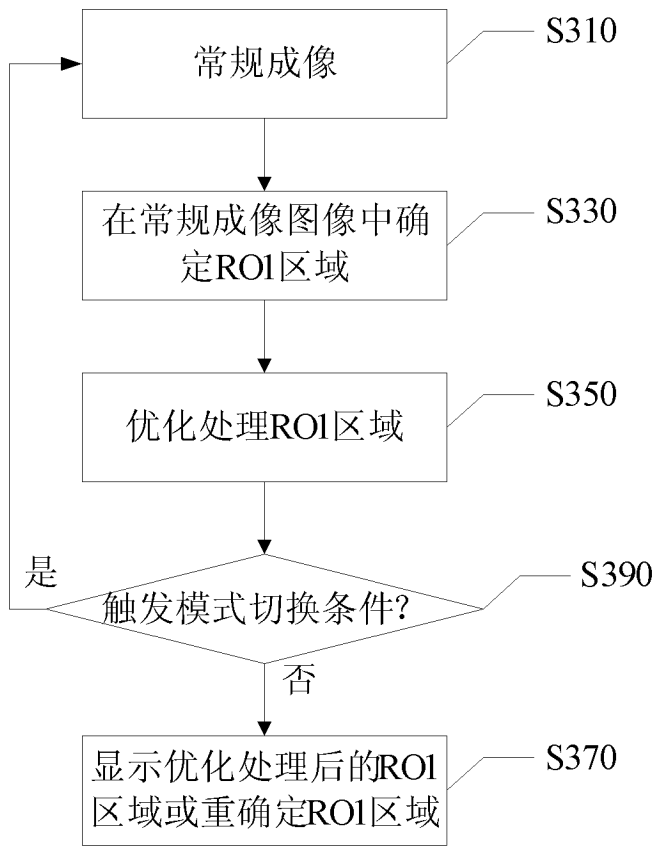 常规成像
S310
在常规成像图像中确
定RO1区域
S330
优化处理RO1区域
S350
是
触发模式切换条件？
S390
否
显示优化处理后的RO1
区域或重确定RO1区域
S370